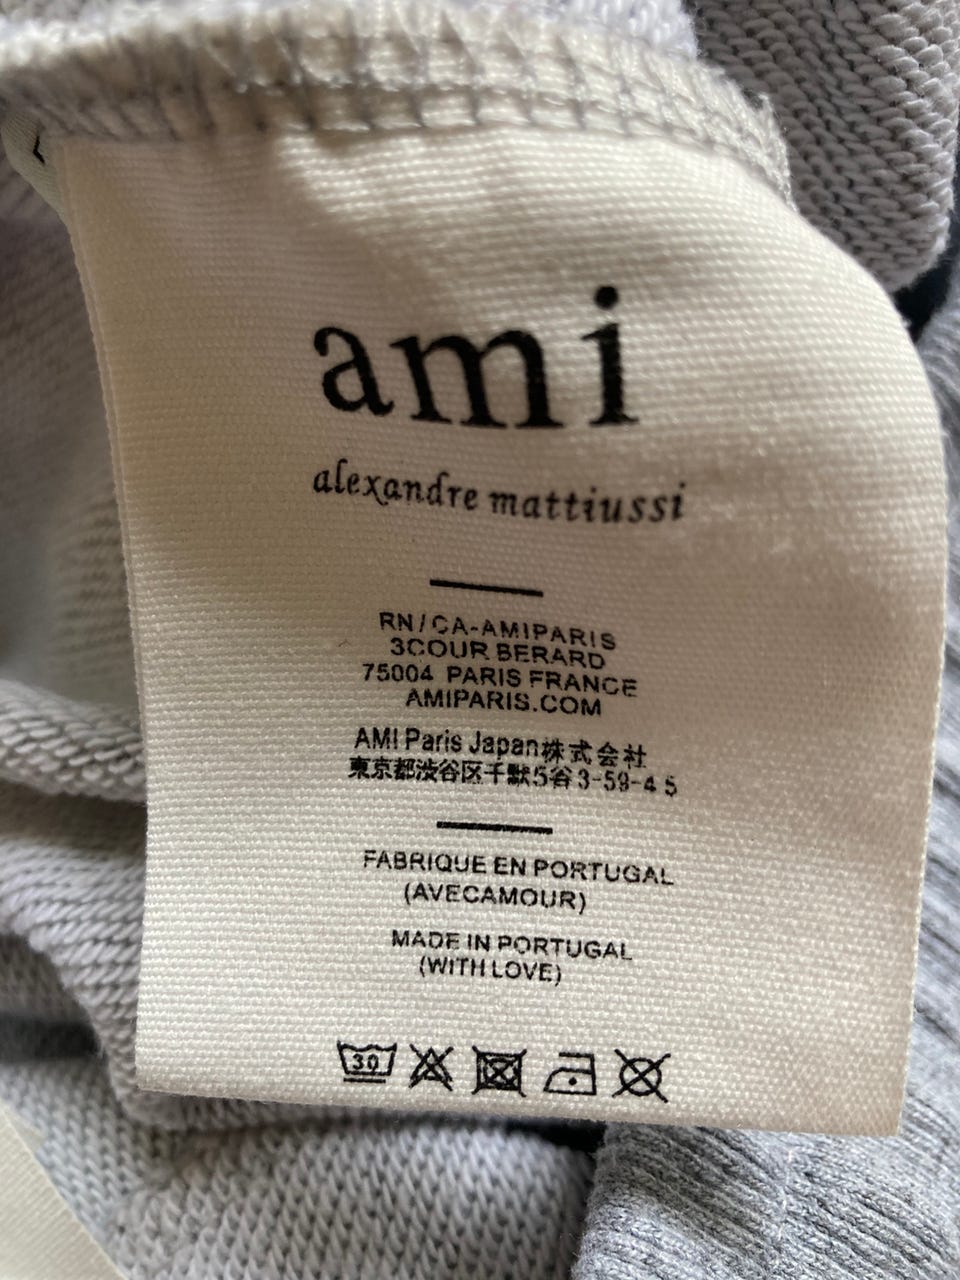 ami
alexandre mattiussi
RN/CA-AMIPARIS
3COUR BERARD
75004 PARIS FRANCE
AMIPARIS.COM
AMI Paris Japan株式会社
東京都渋谷区千默5谷3-59-4 5
FABRIQUE EN PORTUGAL
(AVECAMOUR)
MADE IN PORTUGAL
(WITH LOVE)
30